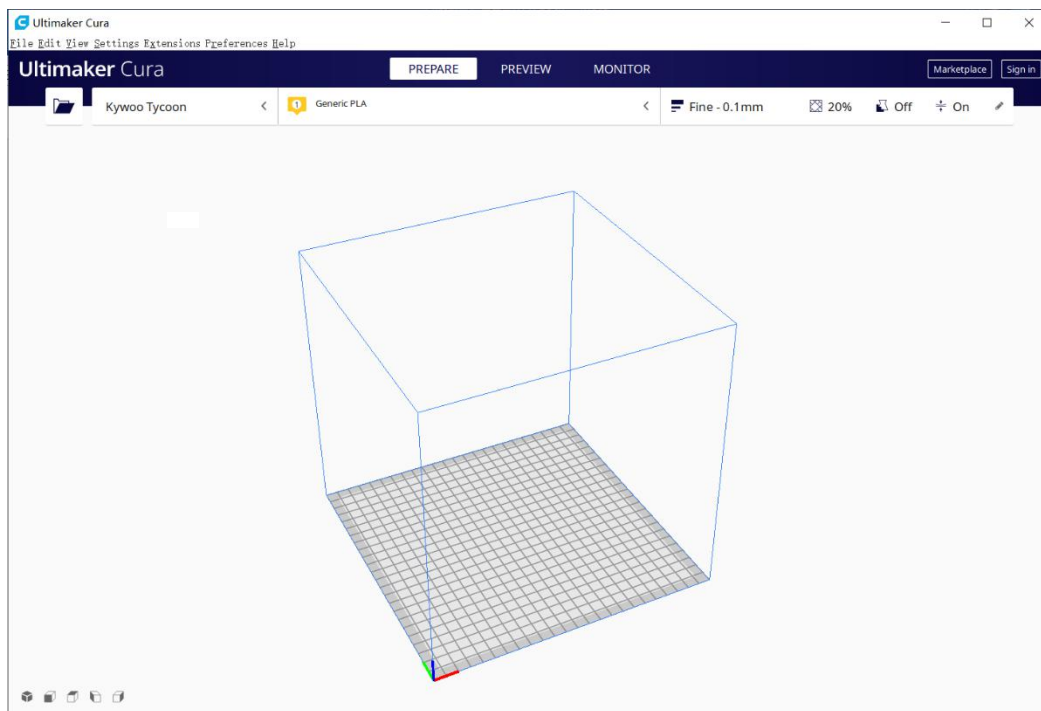 Ultimaker Cura
File Edit View Settings Extensions Preferences Help
Ultimaker Cura PREPARE PREVIEW MONITOR Marketplace Sign in
Kywoo Tycoon 1 Generic PLA Fine - 0.1mm 20% Off On